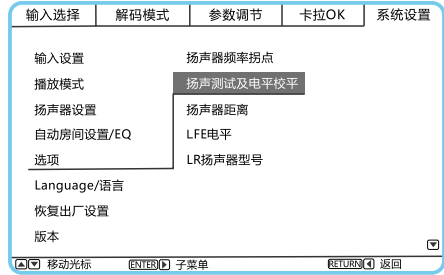 输入选择 解码模式 参数调节 卡拉OK 系统设置
输入设置 扬声器频率拐点
播放模式 扬声测试及电平校平
扬声器设置 扬声器距离
自动房间设置/EQ LFE电平
选项 LR扬声器型号
Language/语言
恢复出厂设置
版本
移动光标 ENTER 子菜单 RETURN 返回